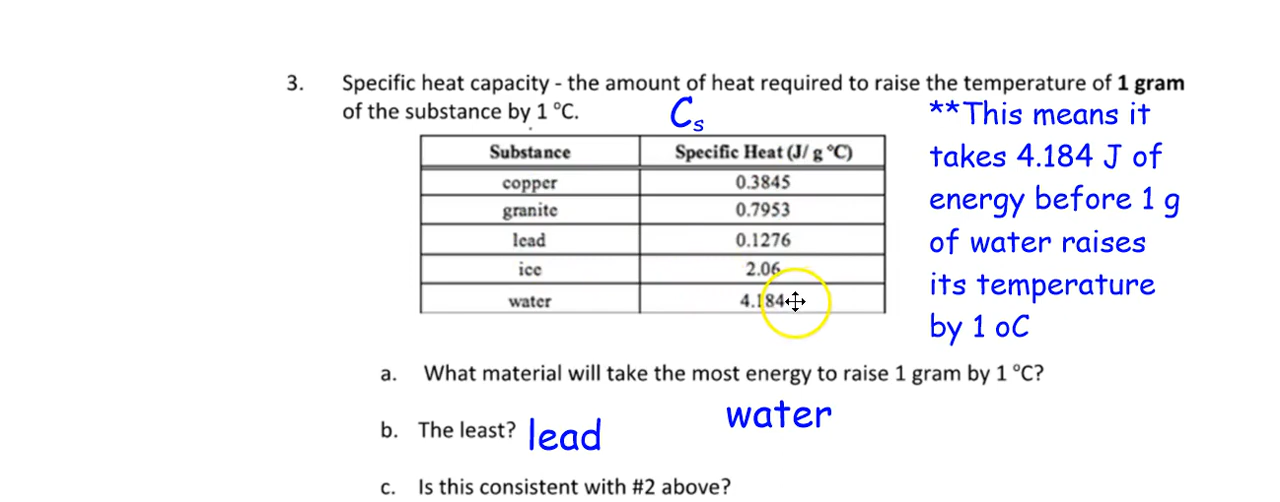 3. Specific heat capacity - the amount of heat required to raise the temperature of 1 gram
of the substance by 1 °C.
Cs
Substance Specific Heat (J/ g °C)
copper 0.3845
granite 0.7953
lead 0.1276
ice 2.06
water 4.184
**This means it
takes 4.184 J of
energy before 1 g
of water raises
its temperature
by 1 oC
a. What material will take the most energy to raise 1 gram by 1 °C?
water
b. The least? lead
c. Is this consistent with #2 above?